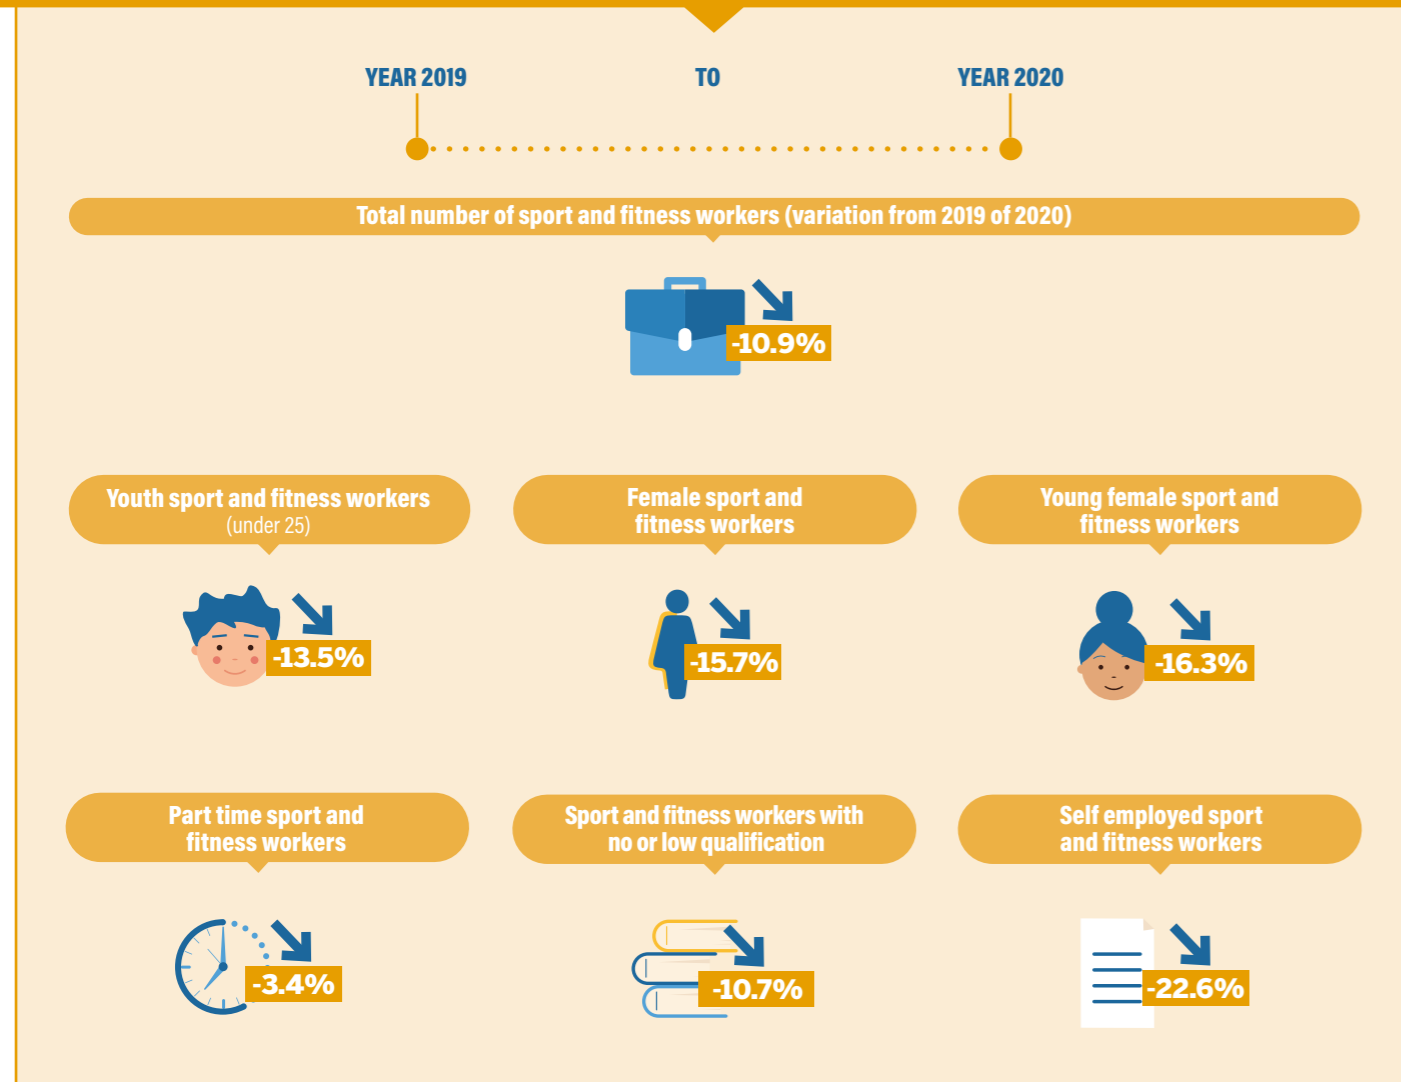 YEAR 2019 TO YEAR 2020
Total number of sport and fitness workers (variation from 2019 of 2020)
-10.9%
Youth sport and fitness workers
(under 25)
-13.5%
Female sport and
fitness workers
-15.7%
Young female sport and
fitness workers
-16.3%
Part time sport and
fitness workers
-3.4%
Sport and fitness workers with
no or low qualification
-10.7%
Self employed sport
and fitness workers
-22.6%